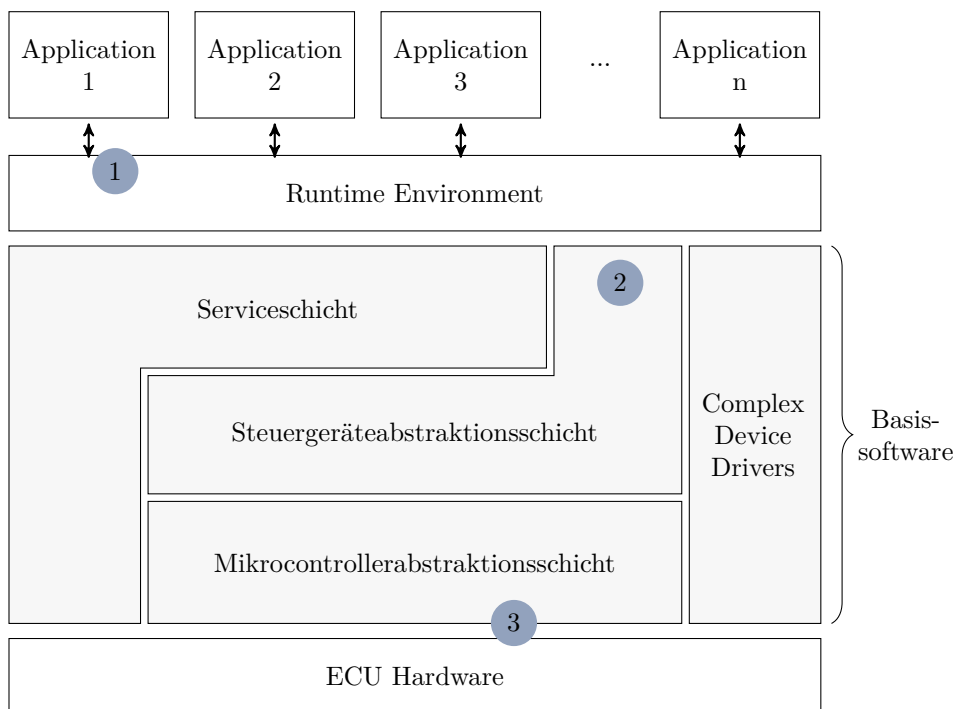 Application
1
Application
2
Application
3
...
Application
n
1
Runtime Environment
2
Serviceschicht
Steuergeräteabstraktionsschicht
Complex
Device
Drivers
Basis-
software
Mikrocontrollerabstraktionsschicht
3
ECU Hardware